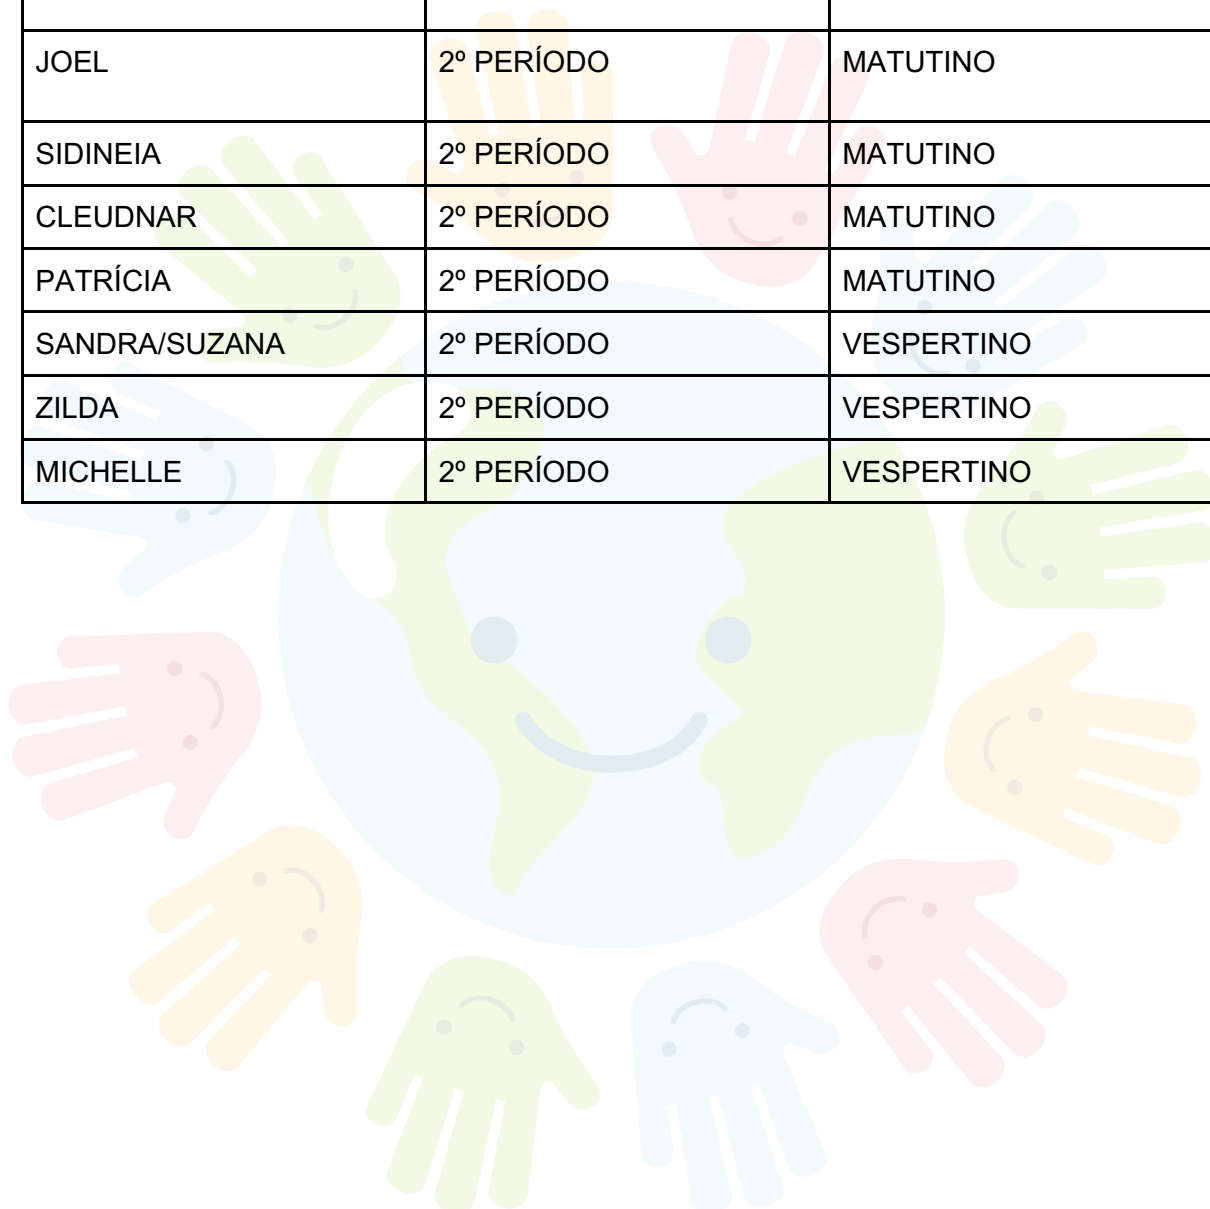 JOEL 2º PERÍODO MATUTINO
SIDINEIA 2º PERÍODO MATUTINO
CLEUDNAR 2º PERÍODO MATUTINO
PATRÍCIA 2º PERÍODO MATUTINO
SANDRA/SUZANA 2º PERÍODO VESPERTINO
ZILDA 2º PERÍODO VESPERTINO
MICHELLE 2º PERÍODO VESPERTINO